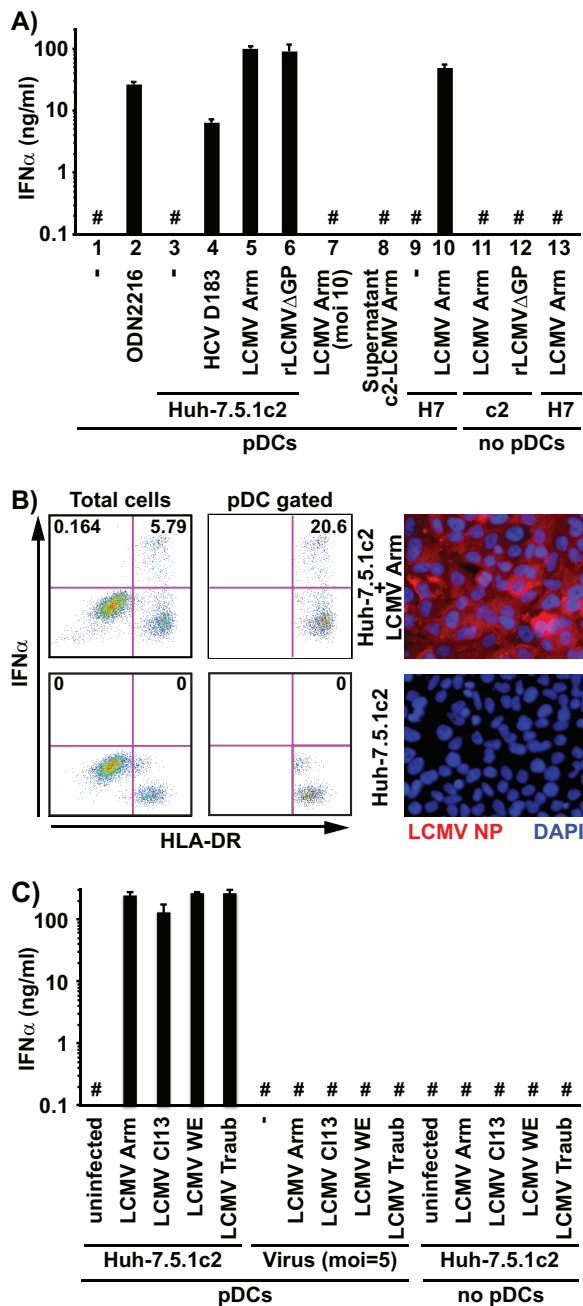 A)
IFNα (ng/ml)
100
10
1
0.1
# # # # # # # #
1 2 3 4 5 6 7 8 9 10 11 12 13
-
ODN2216
-
HCV D183
LCMV Arm
rLCMVΔGP
LCMV Arm
(moi 10)
Supernatant
c2-LCMV Arm
-
LCMV Arm
LCMV Arm
rLCMVΔGP
LCMV Arm
Huh-7.5.1c2
H7
c2
H7
pDCs
no pDCs
B)
Total cells
pDC gated
0.164 5.79
20.6
Huh-7.5.1c2
+
LCMV Arm
IFNα
0 0
0
Huh-7.5.1c2
HLA-DR
LCMV NP DAPI
C)
IFNα (ng/ml)
100
10
1
0.1
# # # # # # # # # # #
uninfected
LCMV Arm
LCMV Cl13
LCMV WE
LCMV Traub
-
LCMV Arm
LCMV Cl13
LCMV WE
LCMV Traub
uninfected
LCMV Arm
LCMV Cl13
LCMV WE
LCMV Traub
Huh-7.5.1c2
Virus (moi=5)
Huh-7.5.1c2
pDCs
no pDCs